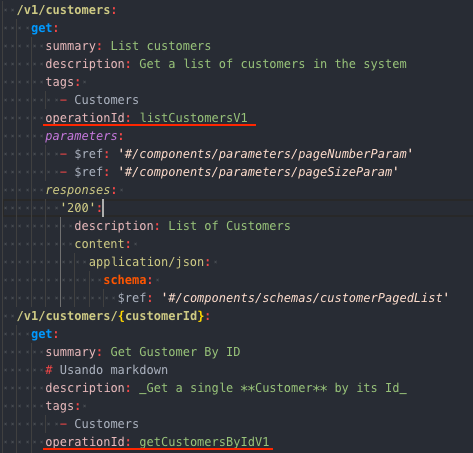 /v1/customers:
get:
summary: List customers
description: Get a list of customers in the system
tags:
- Customers
operationId: listCustomersV1
parameters:
- $ref: '#/components/parameters/pageNumberParam'
- $ref: '#/components/parameters/pageSizeParam'
responses:
'200':
description: List of Customers
content:
application/json:
schema:
$ref: '#/components/schemas/customerPagedList'
/v1/customers/{customerId}:
get:
summary: Get Gustomer By ID
# Usando markdown
description: _Get a single **Customer** by its Id_
tags:
- Customers
operationId: getCustomersByIdV1